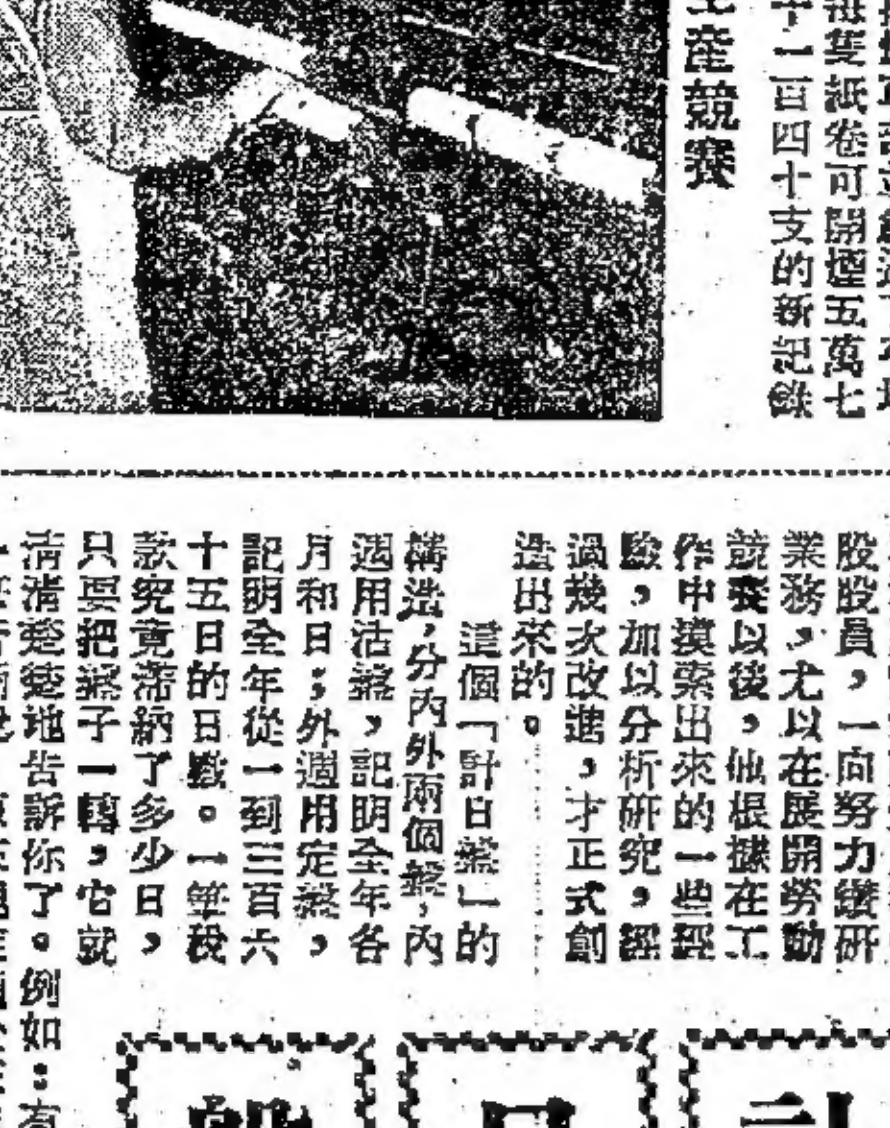 產競賽
每隻紙卷可開煙五萬七
千一百四十支的新記錄
股股員，一向努力鑽研
業務，尤以在展開勞動
競賽以後，他根據在工
作中摸索出來的一些經
驗，加以分析研究，經
過幾次改進，才正式創
造出來的。
這個「計日盤」的
構造，分內外兩個盤，內
週用活盤，記明全年各
月和日；外週用定盤，
記明全年從一到三百六
十五日的日數。一筆稅
款究竟滯納了多少日，
只要把盤子一轉，它就
清清楚楚地告訴你了。例如：有